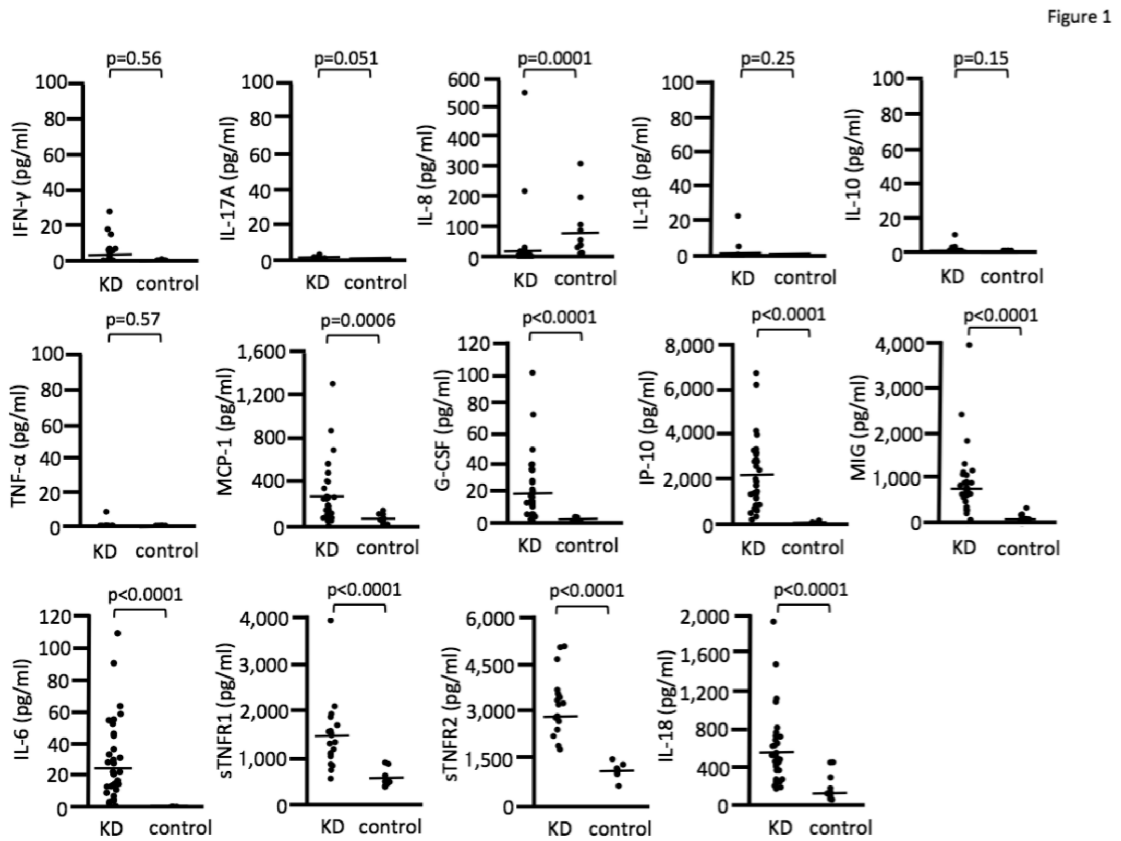 Figure 1
p=0.56
IFN-γ (pg/ml)
100
80
60
40
20
0
KD control
p=0.051
IL-17A (pg/ml)
100
80
60
40
20
0
KD control
p=0.0001
IL-8 (pg/ml)
600
500
400
300
200
100
0
KD control
p=0.25
IL-1β (pg/ml)
100
80
60
40
20
0
KD control
p=0.15
IL-10 (pg/ml)
100
80
60
40
20
0
KD control
p=0.57
TNF-α (pg/ml)
100
80
60
40
20
0
KD control
p=0.0006
MCP-1 (pg/ml)
1,600
1,200
800
400
0
KD control
p<0.0001
G-CSF (pg/ml)
120
100
80
60
40
20
0
KD control
p<0.0001
IP-10 (pg/ml)
8,000
6,000
4,000
2,000
0
KD control
p<0.0001
MIG (pg/ml)
4,000
3,000
2,000
1,000
0
KD control
p<0.0001
IL-6 (pg/ml)
120
100
80
60
40
20
0
KD control
p<0.0001
sTNFR1 (pg/ml)
4,000
3,000
2,000
1,000
0
KD control
p<0.0001
sTNFR2 (pg/ml)
6,000
4,500
3,000
1,500
0
KD control
p<0.0001
IL-18 (pg/ml)
2,000
1,600
1,200
800
400
0
KD control